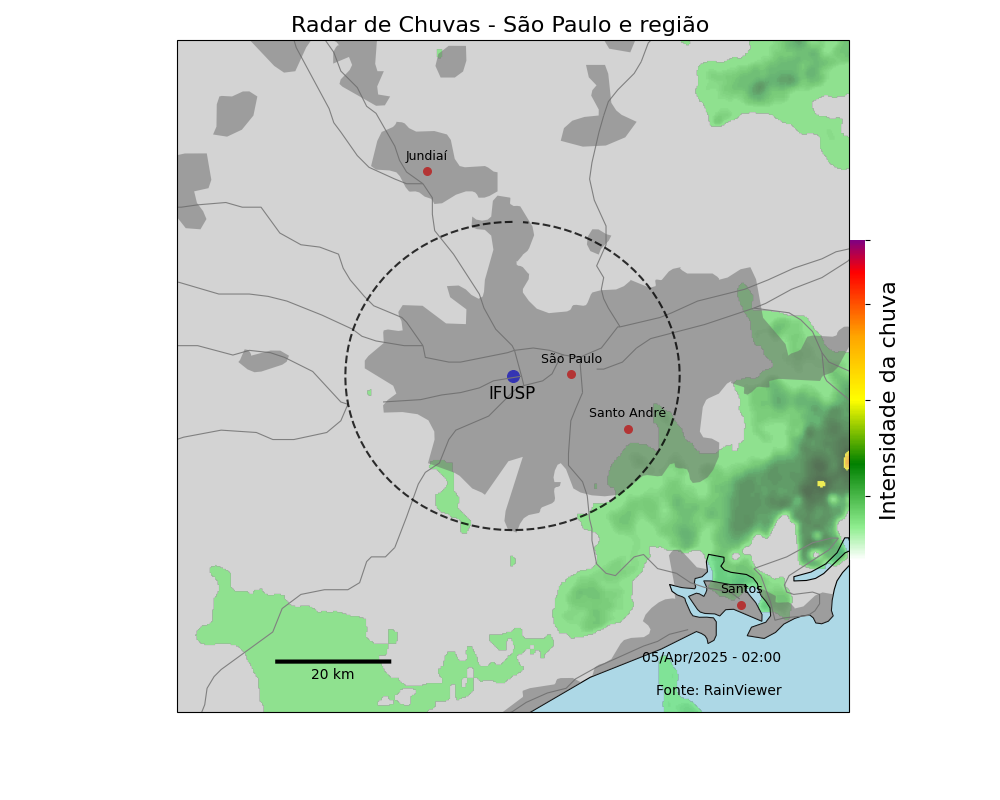 Radar de Chuvas - São Paulo e região
Jundiaí
São Paulo
IFUSP
Santo André
Intensidade da chuva
Santos
05/Apr/2025 - 02:00
20 km
Fonte: RainViewer